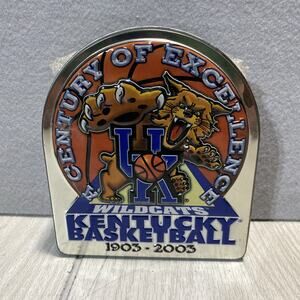 A CENTURY OF EXCELLENCE
UK
WILDCATS
KENTUCKY
BASKETBALL
1903-2003